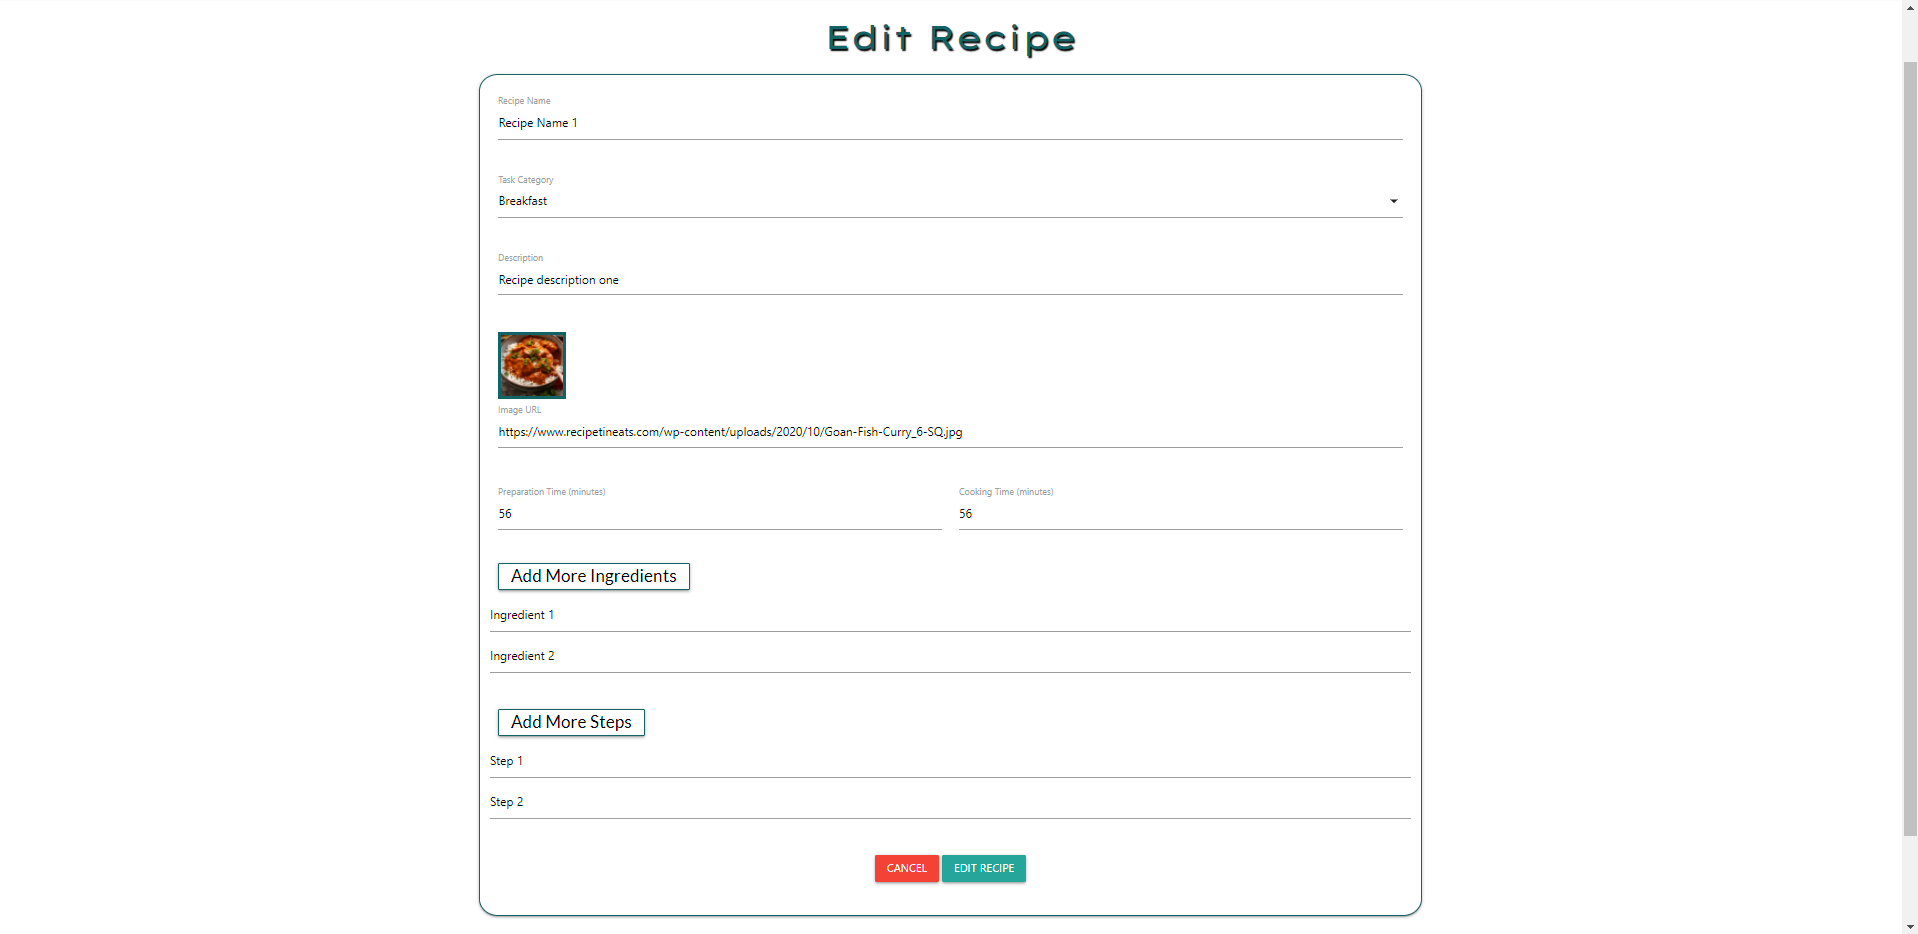 Edit Recipe
Recipe Name
Recipe Name 1
Task Category
Breakfast
Description
Recipe description one
Image URL
https://www.recipetineats.com/wp-content/uploads/2020/10/Goan-Fish-Curry_6-SQ.jpg
Preparation Time (minutes) Cooking Time (minutes)
56 56
Add More Ingredients
Ingredient 1
Ingredient 2
Add More Steps
Step 1
Step 2
CANCEL EDIT RECIPE